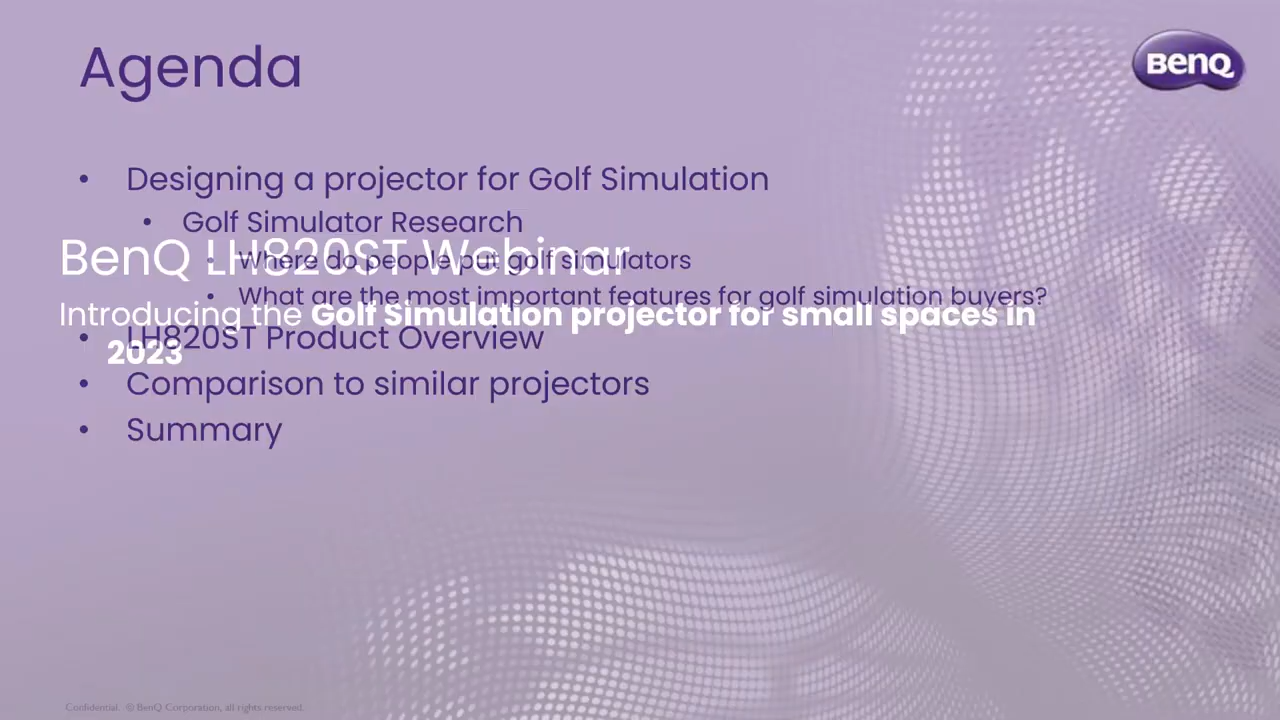 Agenda
BenQ
• Designing a projector for Golf Simulation
• Golf Simulator Research
BenQ LH820ST Webinar
• Where do people put golf simulators
• What are the most important features for golf simulation buyers?
Introducing the Golf Simulation projector for small spaces in
• LH820ST Product Overview
2023
• Comparison to similar projectors
• Summary
Confidential. © BenQ Corporation, all rights reserved.